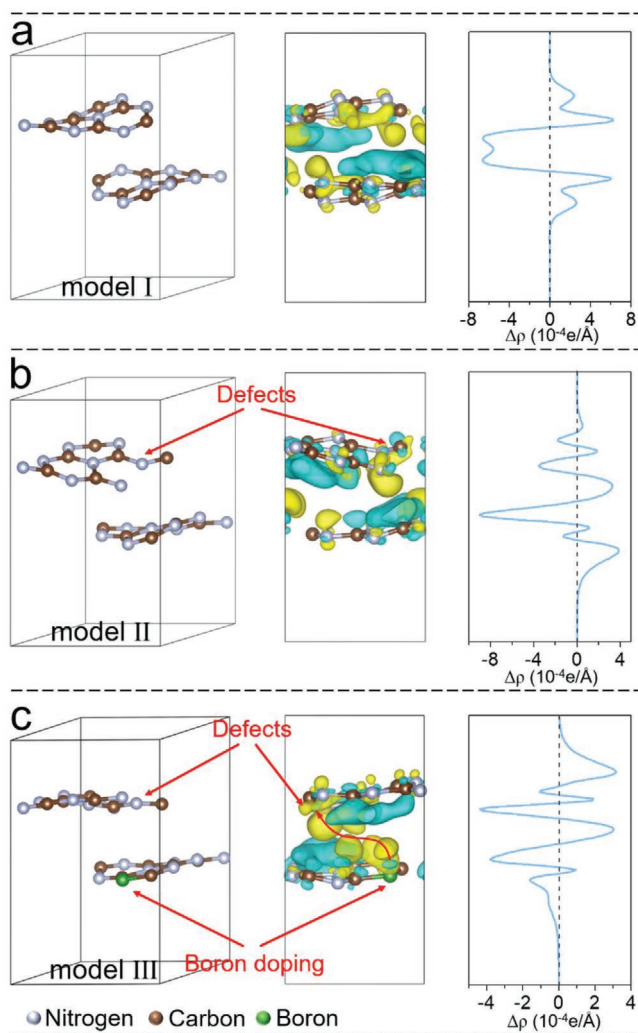 a
model I
-8 -4 0 4 8
Δρ (10⁻⁴e/Å)
b
Defects
model II
-8 -4 0 4
Δρ (10⁻⁴e/Å)
c
Defects
Boron doping
model III
-4 -2 0 2 4
Δρ (10⁻⁴e/Å)
Nitrogen Carbon Boron